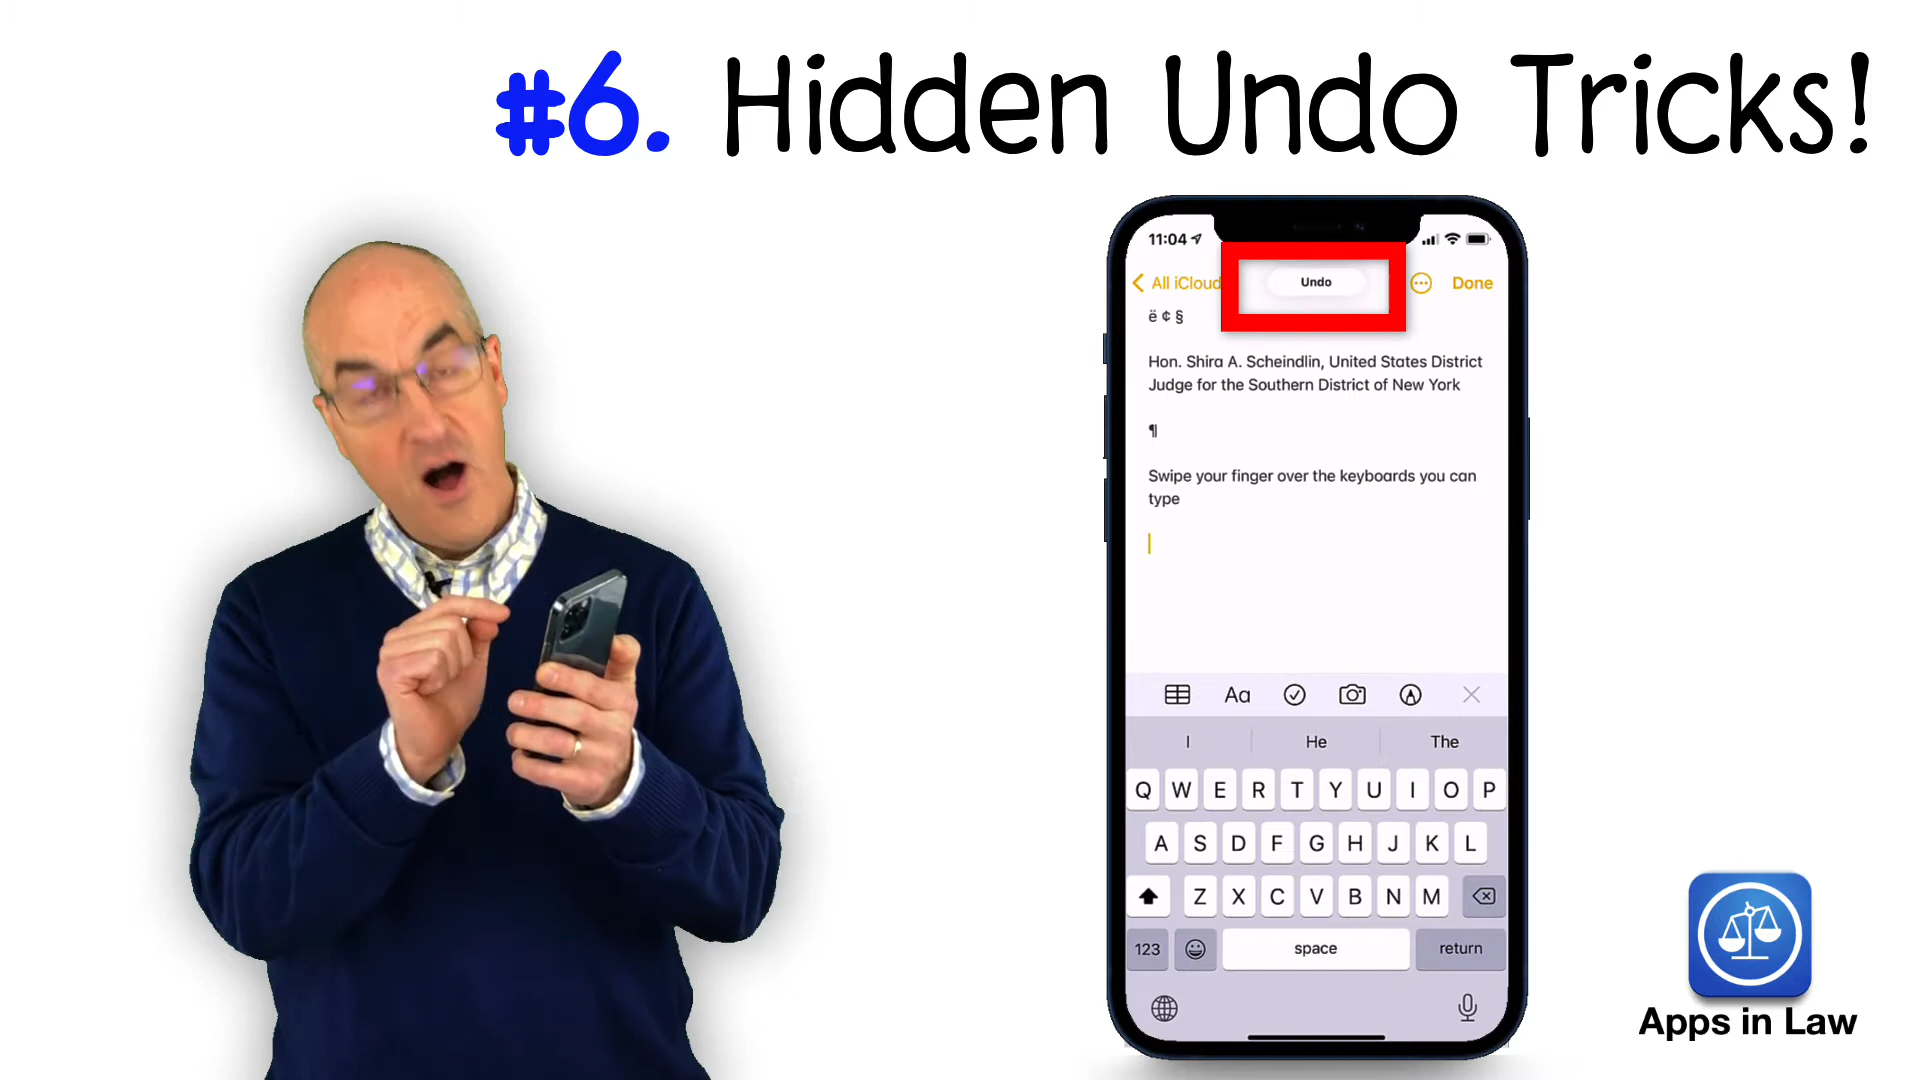 #6. Hidden Undo Tricks!
11:04
All iCloud
Undo
Done
ë ¢ §
Hon. Shira A. Scheindlin, United States District
Judge for the Southern District of New York
¶
Swipe your finger over the keyboards you can
type
Aa
I He The
Q W E R T Y U I O P
A S D F G H J K L
Z X C V B N M
123 space return
Apps in Law